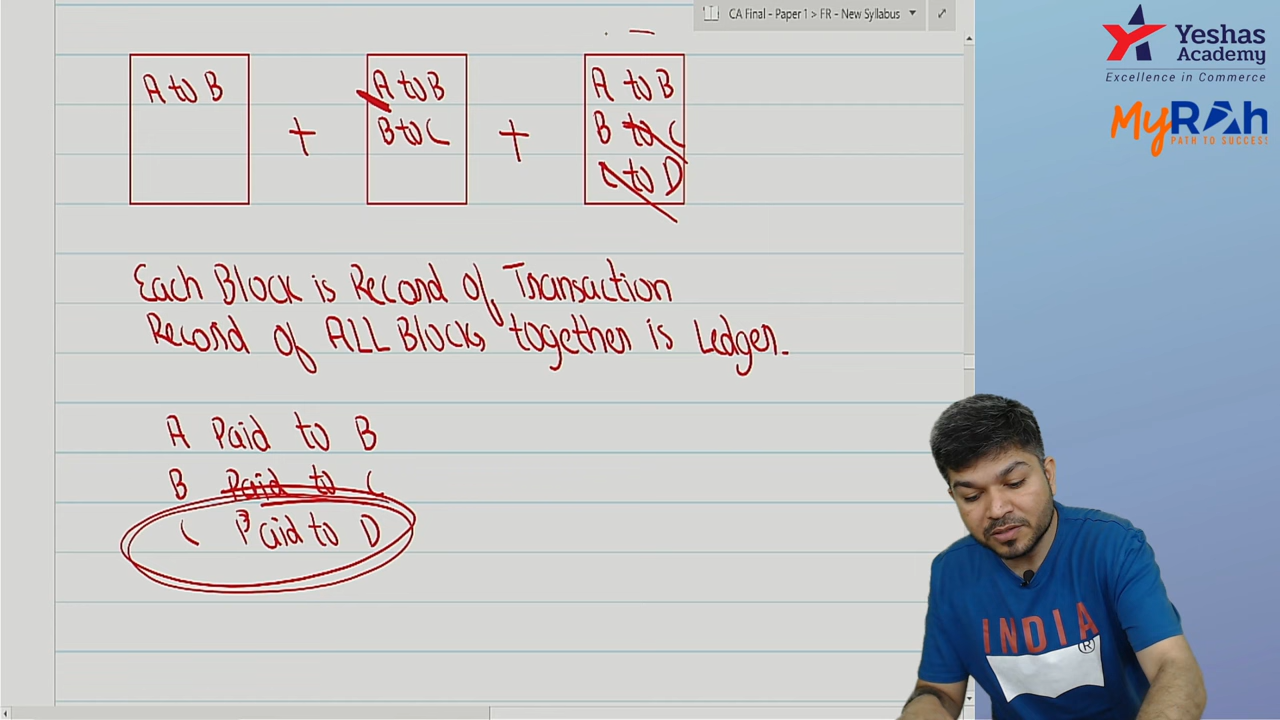 CA Final - Paper 1 > FR - New Syllabus
Yeshas
Academy
Excellence in Commerce
MyRAh
PATH TO SUCCESS!
A to B
+
A to B
B to C
+
A to B
B to C
C to D
Each Block is Record of Transaction
Record of ALL Blocks together is Ledger.
A Paid to B
B Paid to C
C Paid to D
INDIA
®